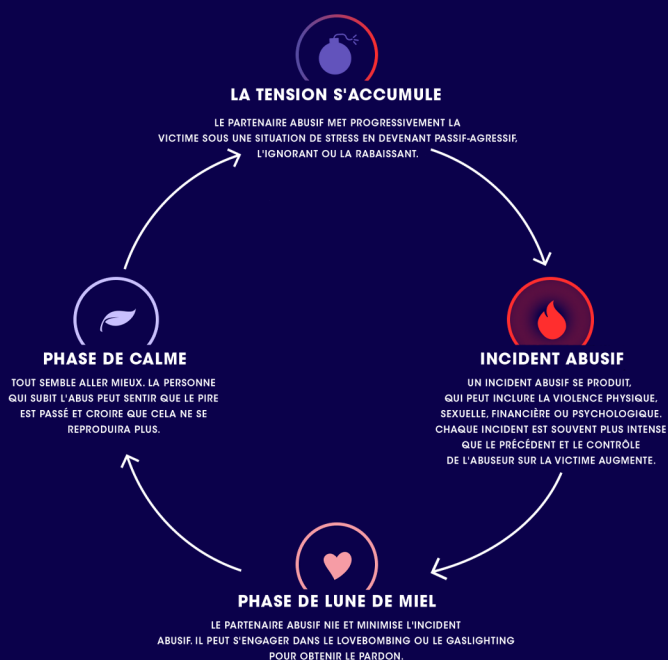 LA TENSION S'ACCUMULE
LE PARTENAIRE ABUSIF MET PROGRESSIVEMENT LA
VICTIME SOUS UNE SITUATION DE STRESS EN DEVENANT PASSIF-AGRESSIF,
L'IGNORANT OU LA RABAISSANT.
INCIDENT ABUSIF
UN INCIDENT ABUSIF SE PRODUIT,
QUI PEUT INCLURE LA VIOLENCE PHYSIQUE,
SEXUELLE, FINANCIÈRE OU PSYCHOLOGIQUE.
CHAQUE INCIDENT EST SOUVENT PLUS INTENSE
QUE LE PRÉCÉDENT ET LE CONTRÔLE
DE L'ABUSEUR SUR LA VICTIME AUGMENTE.
PHASE DE LUNE DE MIEL
LE PARTENAIRE ABUSIF NIE ET MINIMISE L'INCIDENT
ABUSIF. IL PEUT S'ENGAGER DANS LE LOVEBOMBING OU LE GASLIGHTING
POUR OBTENIR LE PARDON.
PHASE DE CALME
TOUT SEMBLE ALLER MIEUX. LA PERSONNE
QUI SUBIT L'ABUS PEUT SENTIR QUE LE PIRE
EST PASSÉ ET CROIRE QUE CELA NE SE
REPRODUIRA PLUS.